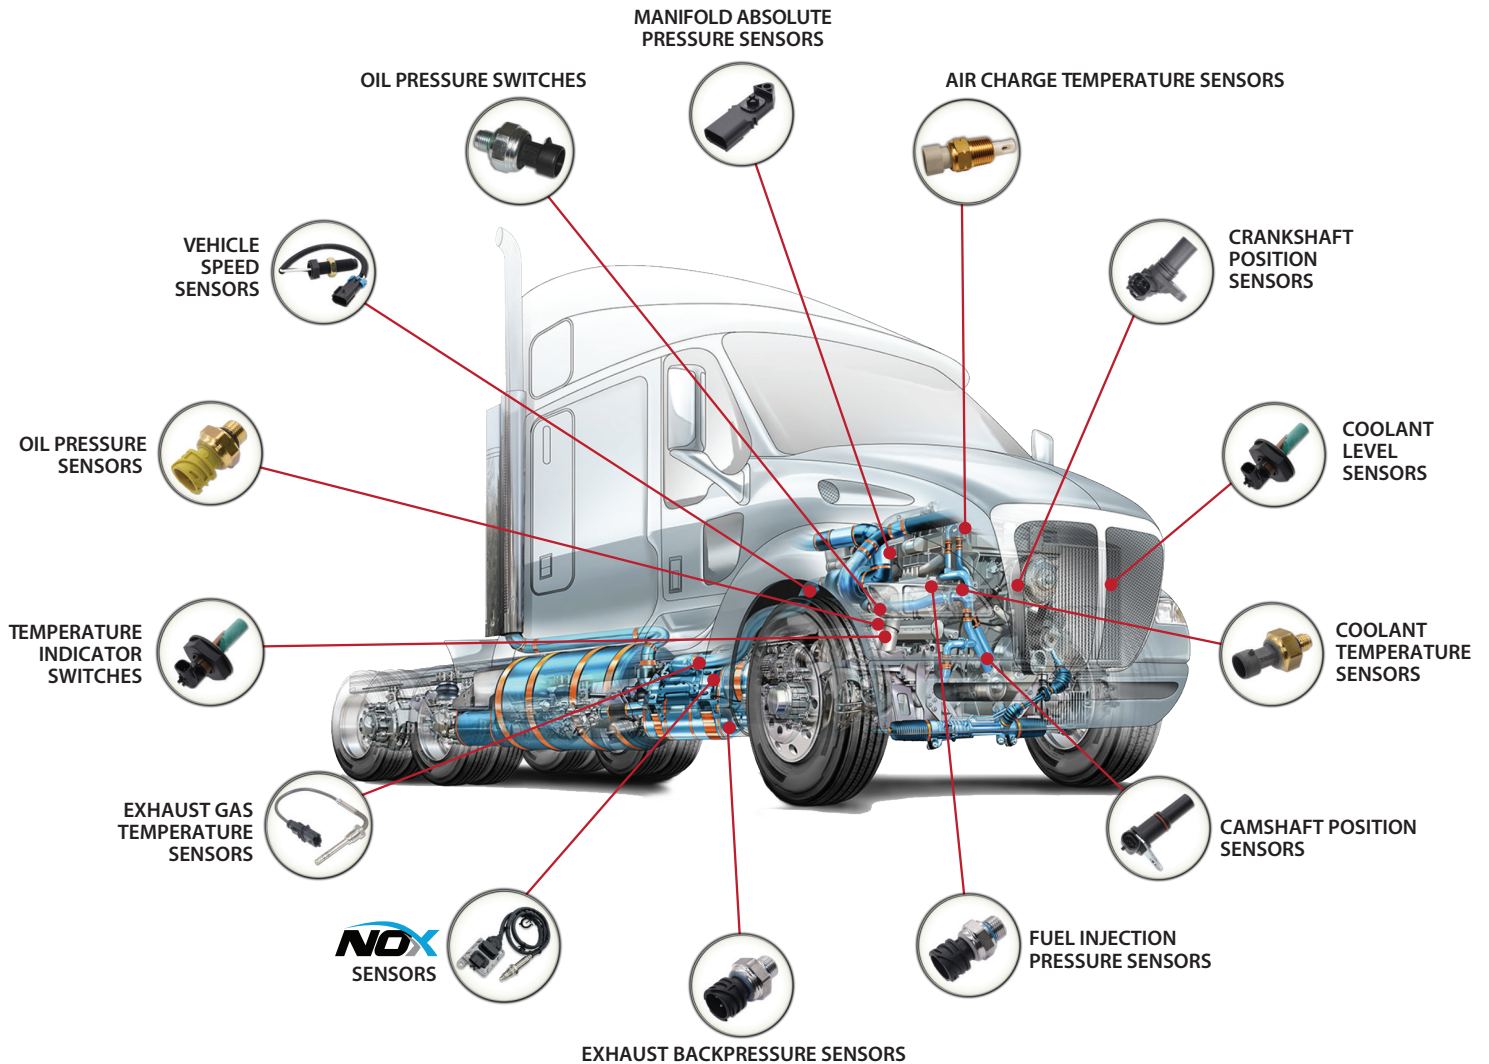 MANIFOLD ABSOLUTE
PRESSURE SENSORS
OIL PRESSURE SWITCHES
AIR CHARGE TEMPERATURE SENSORS
VEHICLE
SPEED
SENSORS
CRANKSHAFT
POSITION
SENSORS
OIL PRESSURE
SENSORS
COOLANT
LEVEL
SENSORS
TEMPERATURE
INDICATOR
SWITCHES
COOLANT
TEMPERATURE
SENSORS
EXHAUST GAS
TEMPERATURE
SENSORS
CAMSHAFT POSITION
SENSORS
NOX
SENSORS
FUEL INJECTION
PRESSURE SENSORS
EXHAUST BACKPRESSURE SENSORS